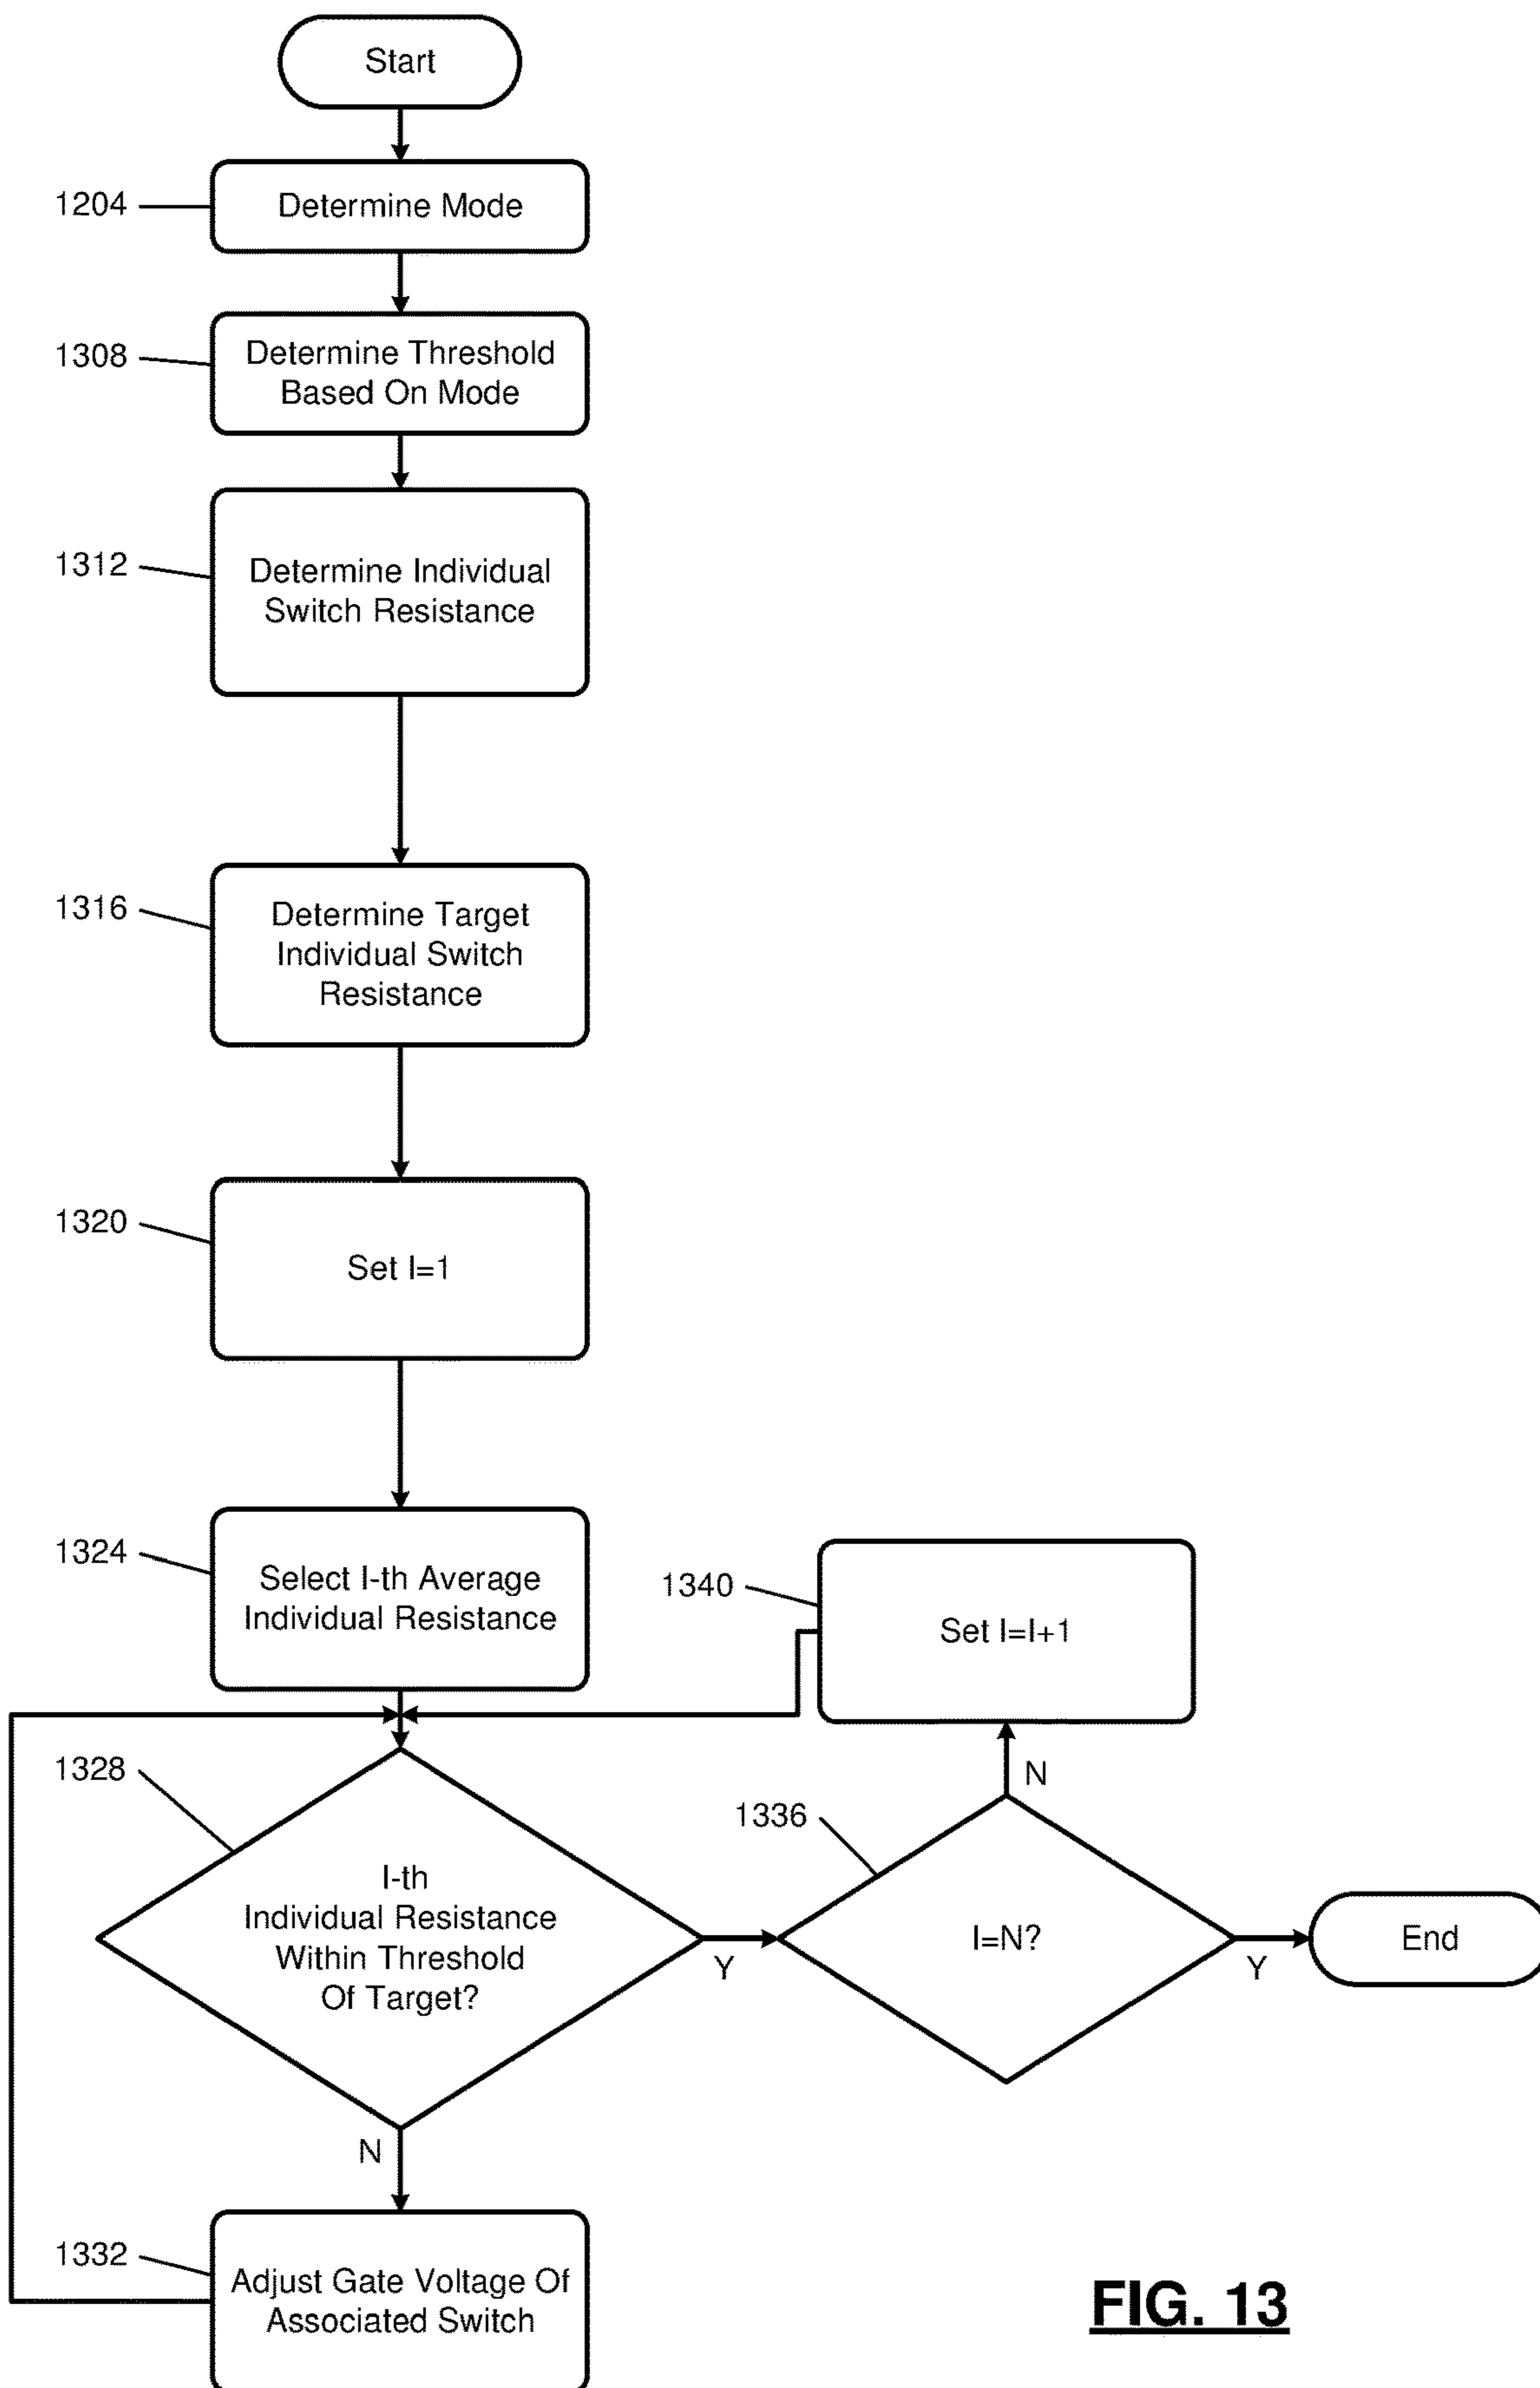 Start
1204
Determine Mode
1308
Determine Threshold
Based On Mode
1312
Determine Individual
Switch Resistance
1316
Determine Target
Individual Switch
Resistance
1320
Set I=1
1324
Select I-th Average
Individual Resistance
1340
Set I=I+1
1328
I-th
Individual Resistance
Within Threshold
Of Target?
Y
N
1336
I=N?
N
Y
End
1332
Adjust Gate Voltage Of
Associated Switch
FIG. 13